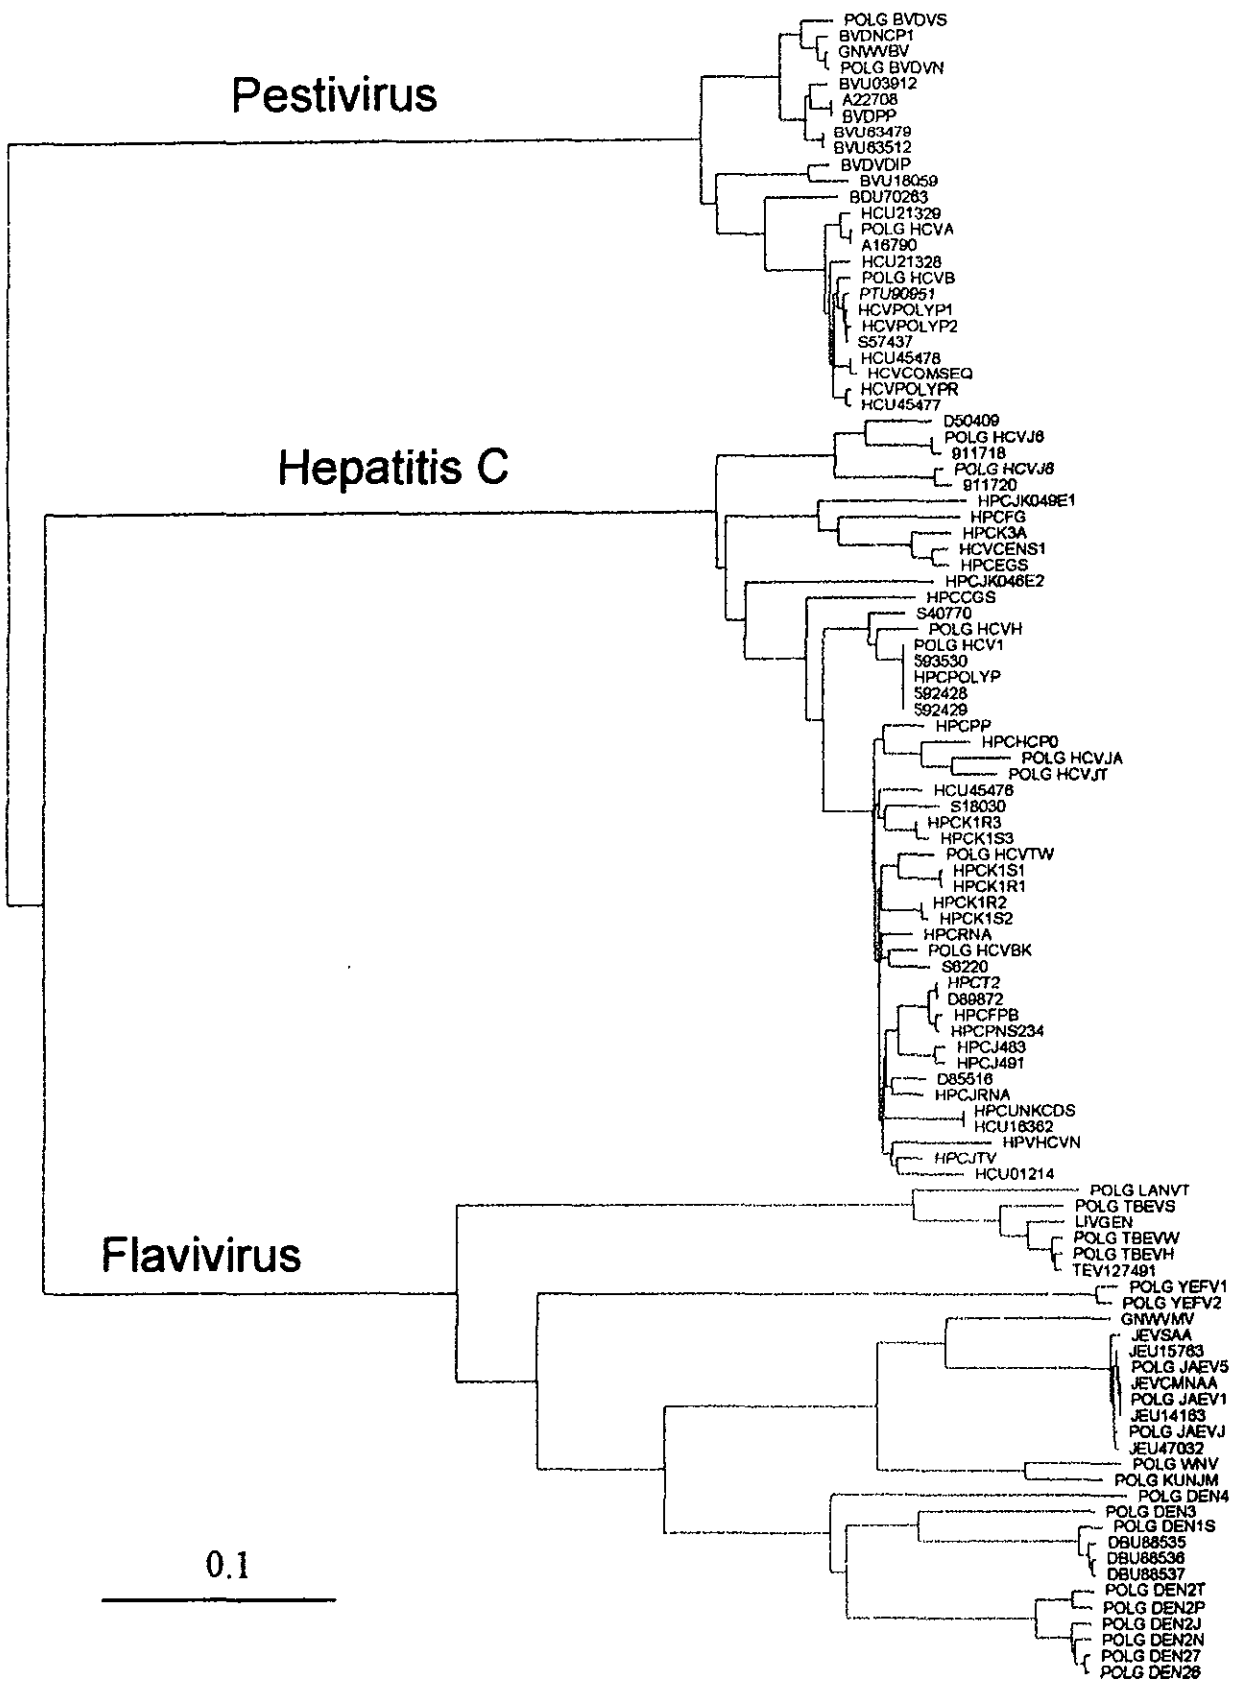 POLG BVDVS
BVDNCP1
GNWVBV
POLG BVDVN
Pestivirus
BVU03912
A22708
BVDPP
BVU63479
BVU63512
BVDVDIP
BVU18059
BDU70263
HCU21329
POLG HCVA
A16790
HCU21328
POLG HCVB
PTU90951
HCVPOLYP1
HCVPOLYP2
S57437
HCU45478
HCVCOMSEQ
HCVPOLYPR
HCU45477
D50409
POLG HCVJ6
911718
Hepatitis C
POLG HCVJ8
911720
HPCJK049E1
HPCFG
HPCK3A
HCVCENS1
HPCEGS
HPCJK046E2
HPCCGS
S40770
POLG HCVH
POLG HCV1
S93530
HPCPOLYP
S92428
S92429
HPCPP
HPCHCPO
POLG HCVJA
POLG HCVJT
HCU45476
S18030
HPCK1R3
HPCK1S3
POLG HCVTW
HPCK1S1
HPCK1R1
HPCK1R2
HPCK1S2
HPCRNA
POLG HCVBK
S6220
HPCT2
D89872
HPCFPB
HPCPNS234
HPCJ483
HPCJ491
D85516
HPCJRNA
HPCUNKCDS
HCU16362
HPVHCVN
HPCJTV
HCU01214
POLG LANVT
POLG TBEVS
LIVGEN
POLG TBEVW
Flavivirus
POLG TBEVH
TEV127491
POLG YEFV1
POLG YEFV2
GNWVMV
JEVSAA
JEU15763
POLG JAEV5
JEVCMNAA
POLG JAEV1
JEU14163
POLG JAEVJ
JEU47032
POLG WNV
POLG KUNJM
POLG DEN4
POLG DEN3
POLG DEN1S
DBU88535
DBU88536
0.1
DBU88537
POLG DEN2T
POLG DEN2P
POLG DEN2J
POLG DEN2N
POLG DEN27
POLG DEN26